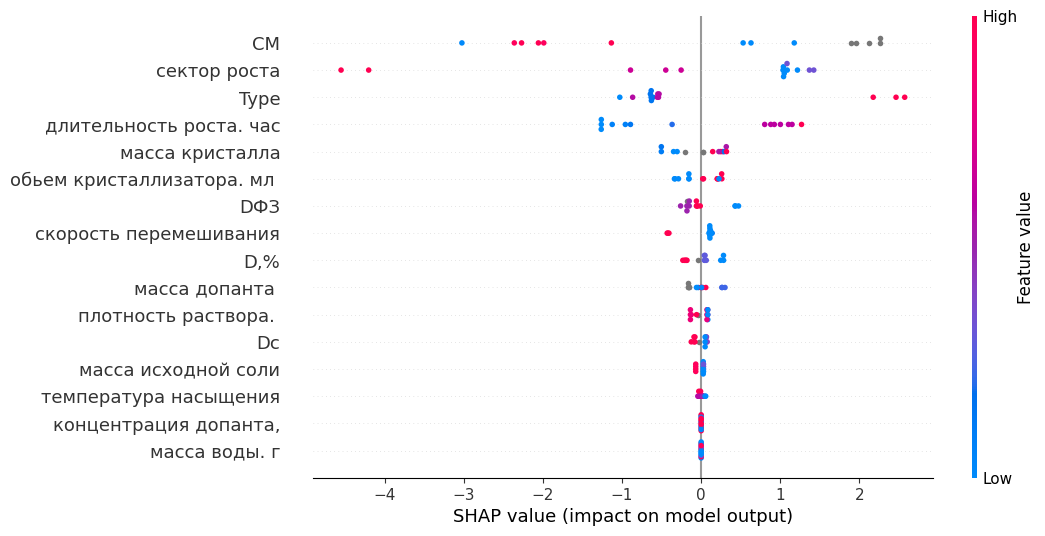 High
СМ
сектор роста
Type
длительность роста. час
масса кристалла
обьем кристаллизатора. мл
DФЗ
скорость перемешивания
D,%
масса допанта
плотность раствора.
Dc
масса исходной соли
температура насыщения
концентрация допанта,
масса воды. г
Feature value
Low
−4 −3 −2 −1 0 1 2
SHAP value (impact on model output)